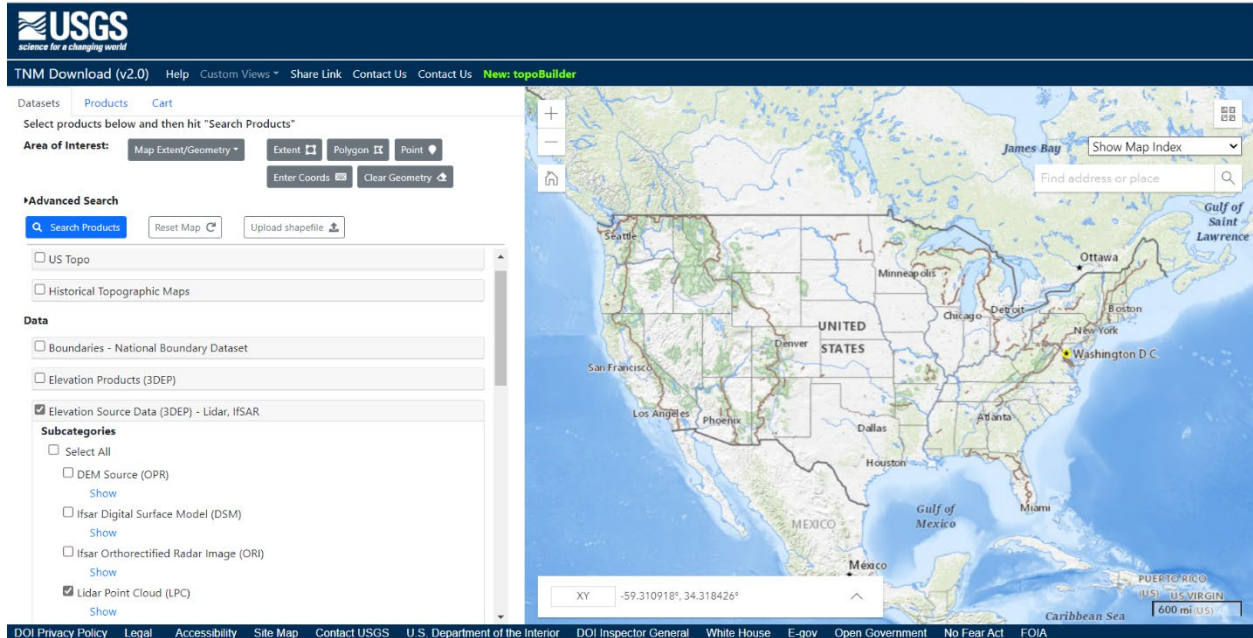 USGS
science for a changing world
TNM Download (v2.0) Help Custom Views Share Link Contact Us Contact Us New: topoBuilder
Datasets Products Cart
Select products below and then hit "Search Products"
Area of Interest: Map Extent/Geometry Extent Polygon Point
Enter Coords Clear Geometry
Advanced Search
Search Products Reset Map Upload shapefile
US Topo
Historical Topographic Maps
Data
Boundaries - National Boundary Dataset
Elevation Products (3DEP)
Elevation Source Data (3DEP) - Lidar, IfSAR
Subcategories
Select All
DEM Source (OPR)
Show
Ifsar Digital Surface Model (DSM)
Show
Ifsar Orthorectified Radar Image (ORI)
Show
Lidar Point Cloud (LPC)
Show
+
−
James Bay
Show Map Index
Find address or place
Gulf of
Saint
Lawrence
Seattle
Ottawa
Minneapolis
Boston
Chicago
Detroit
New York
UNITED
STATES
Denver
Washington D C
San Francisco
Los Angeles
Phoenix
Atlanta
Dallas
Houston
Gulf of
Mexico
Miami
MEXICO
Mexico
PUERTO RICO
(US) US VIRGIN
Caribbean Sea
600 mi (US)
XY -59.310918°, 34.318426°
DOI Privacy Policy Legal Accessibility Site Map Contact USGS U.S. Department of the Interior DOI Inspector General White House E-gov Open Government No Fear Act FOIA